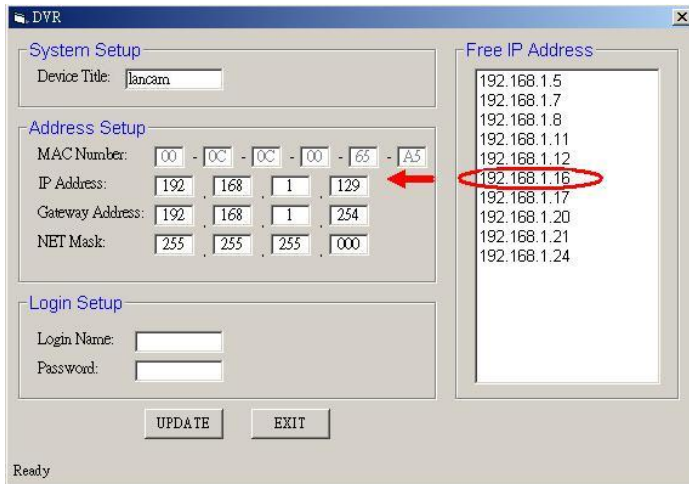 DVR
System Setup
Device Title: lancam
Address Setup
MAC Number: 00 - 0C - 0C - 00 - 65 - A5
IP Address: 192 . 168 . 1 . 129
Gateway Address: 192 . 168 . 1 . 254
NET Mask: 255 . 255 . 255 . 000
Login Setup
Login Name:
Password:
UPDATE EXIT
Ready
Free IP Address
192.168.1.5
192.168.1.7
192.168.1.8
192.168.1.11
192.168.1.12
192.168.1.16
192.168.1.17
192.168.1.20
192.168.1.21
192.168.1.24